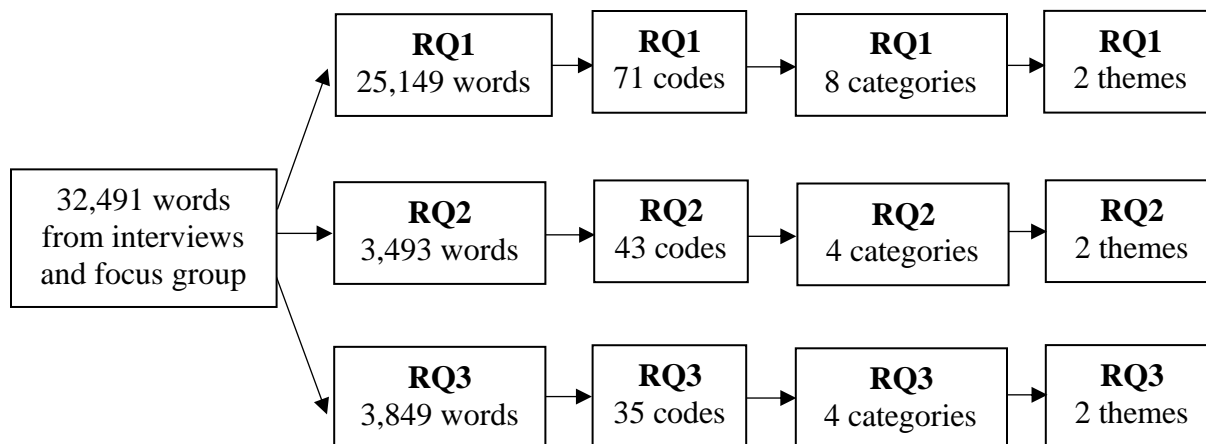 RQ1
25,149 words
RQ1
71 codes
RQ1
8 categories
RQ1
2 themes
32,491 words
from interviews
and focus group
RQ2
3,493 words
RQ2
43 codes
RQ2
4 categories
RQ2
2 themes
RQ3
3,849 words
RQ3
35 codes
RQ3
4 categories
RQ3
2 themes